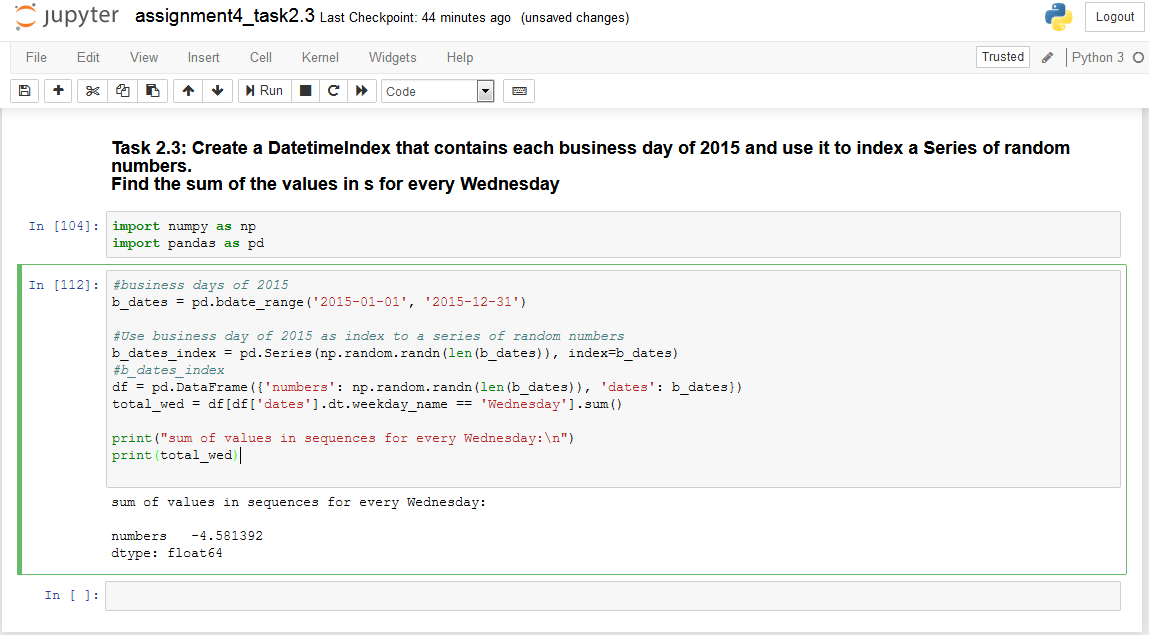 jupyter assignment4_task2.3 Last Checkpoint: 44 minutes ago (unsaved changes) Logout
File Edit View Insert Cell Kernel Widgets Help Trusted Python 3
Run Code
Task 2.3: Create a DatetimeIndex that contains each business day of 2015 and use it to index a Series of random
numbers.
Find the sum of the values in s for every Wednesday
In [104]: import numpy as np
import pandas as pd
In [112]: #business days of 2015
b_dates = pd.bdate_range('2015-01-01', '2015-12-31')
#Use business day of 2015 as index to a series of random numbers
b_dates_index = pd.Series(np.random.randn(len(b_dates)), index=b_dates)
#b_dates_index
df = pd.DataFrame({'numbers': np.random.randn(len(b_dates)), 'dates': b_dates})
total_wed = df[df['dates'].dt.weekday_name == 'Wednesday'].sum()
print("sum of values in sequences for every Wednesday:\n")
print(total_wed)
sum of values in sequences for every Wednesday:
numbers -4.581392
dtype: float64
In [ ]: